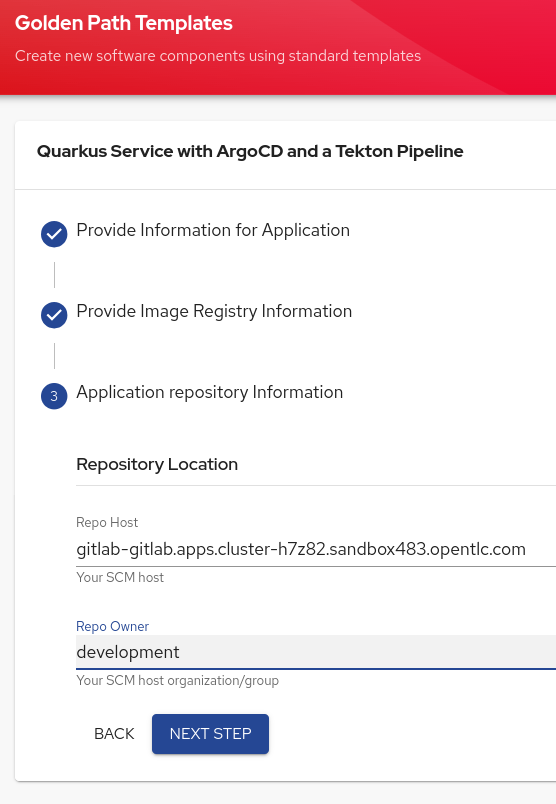 Golden Path Templates
Create new software components using standard templates
Quarkus Service with ArgoCD and a Tekton Pipeline
Provide Information for Application
Provide Image Registry Information
3 Application repository Information
Repository Location
Repo Host
gitlab-gitlab.apps.cluster-h7z82.sandbox483.opentlc.com
Your SCM host
Repo Owner
development
Your SCM host organization/group
BACK NEXT STEP